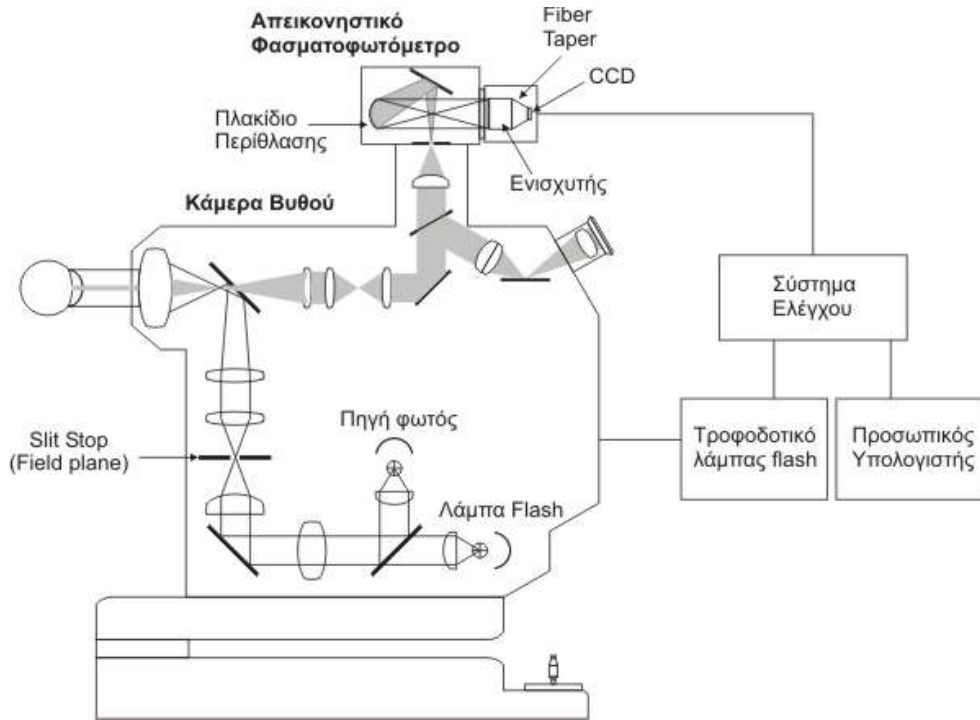 Απεικονηστικό
Φασματοφωτόμετρο
Fiber
Taper
CCD
Πλακίδιο
Περίθλασης
Ενισχυτής
Κάμερα Βυθού
Σύστημα
Ελέγχου
Slit Stop
(Field plane)
Πηγή φωτός
Λάμπα Flash
Τροφοδοτικό
λάμπας flash
Προσωπικός
Υπολογιστής